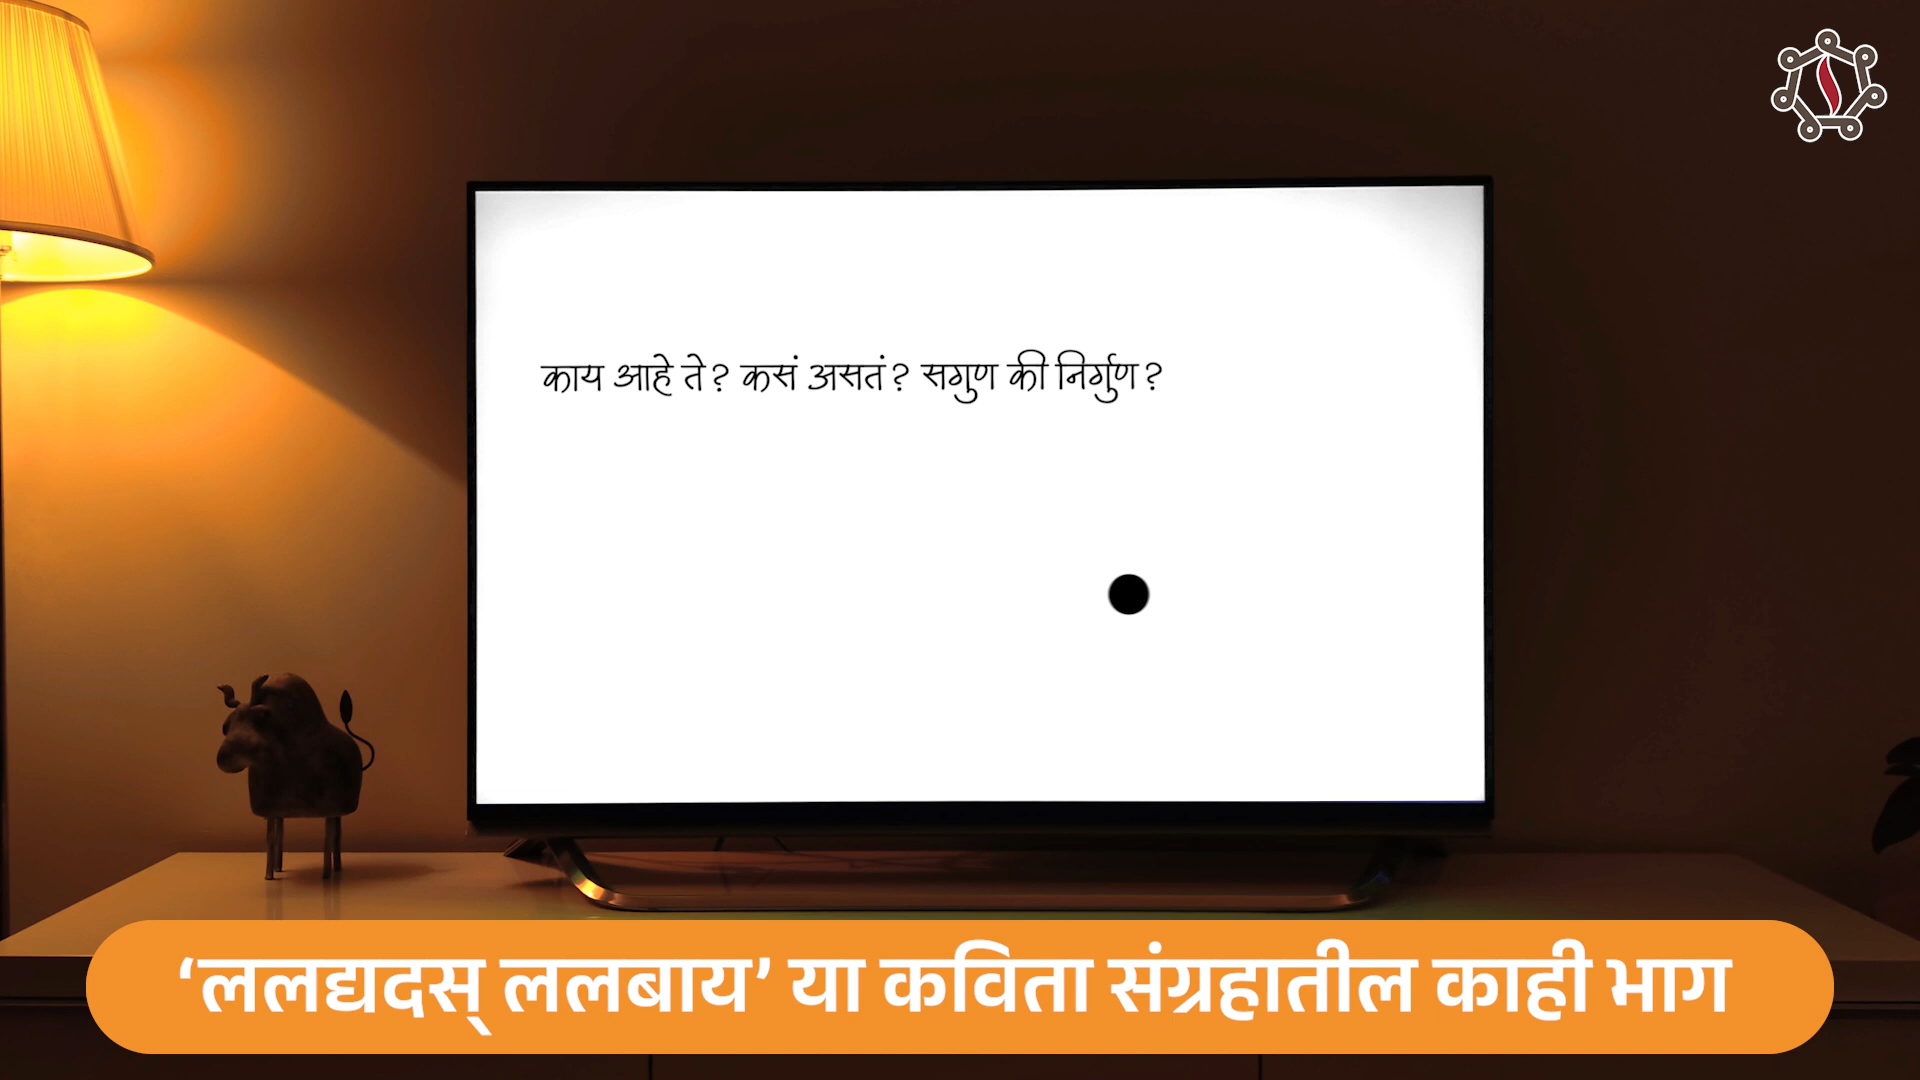 काय आहे ते? कसं असतं? सगुण की निर्गुण?
‘ललद्यदस् ललबाय’ या कविता संग्रहातील काही भाग